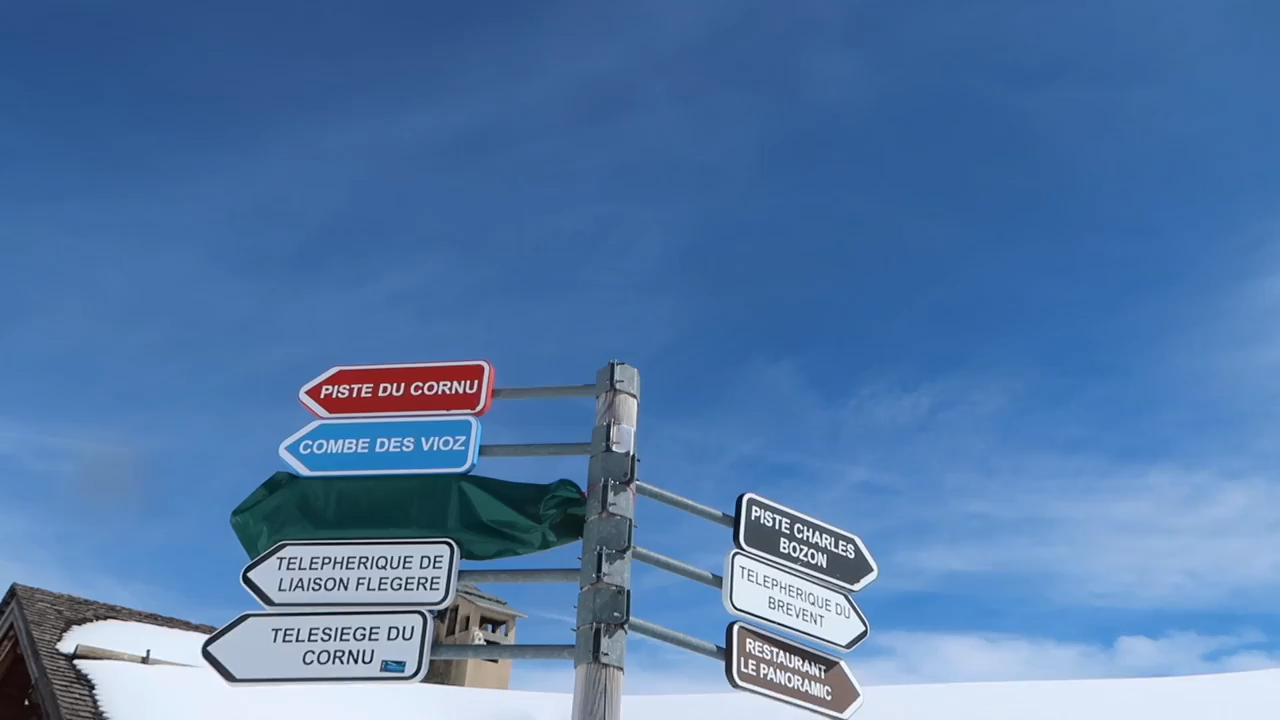 PISTE DU CORNU
COMBE DES VIOZ
TELEPHERIQUE DE
LIAISON FLEGERE
TELESIEGE DU
CORNU
PISTE CHARLES
BOZON
TELEPHERIQUE DU
BREVENT
RESTAURANT
LE PANORAMIC